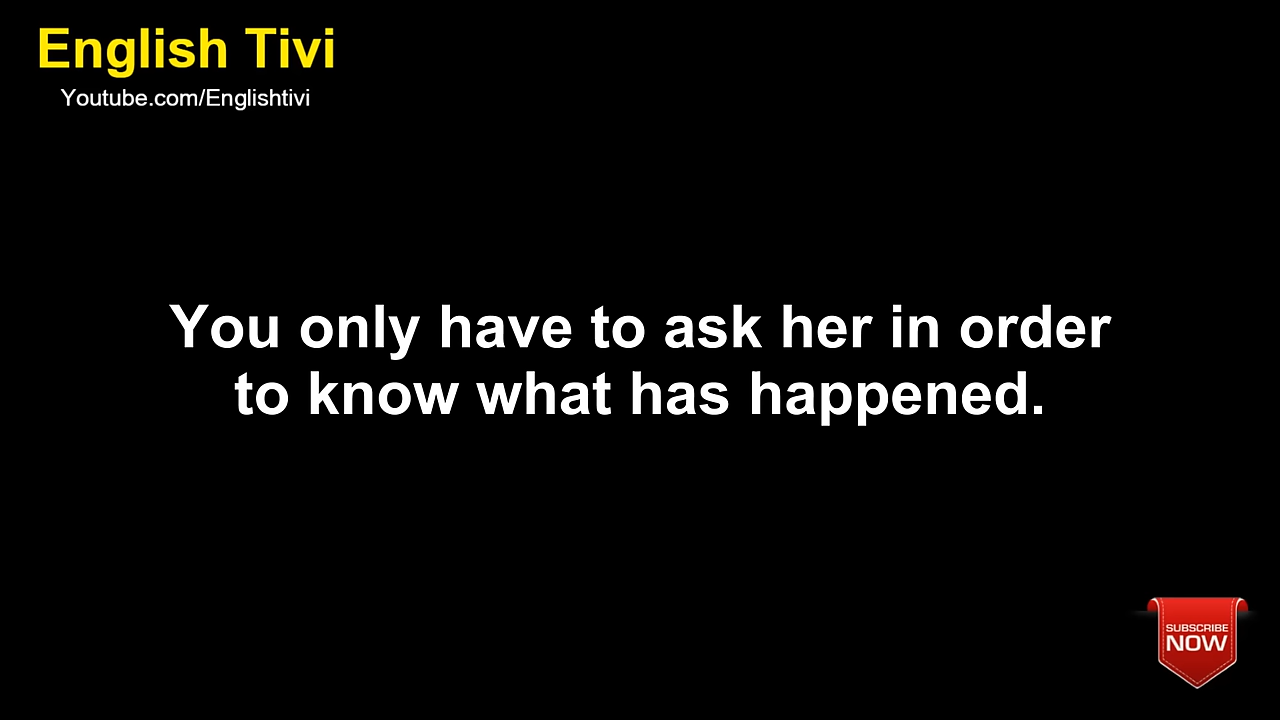 English Tivi
Youtube.com/Englishtivi
You only have to ask her in order
to know what has happened.
SUBSCRIBE
NOW